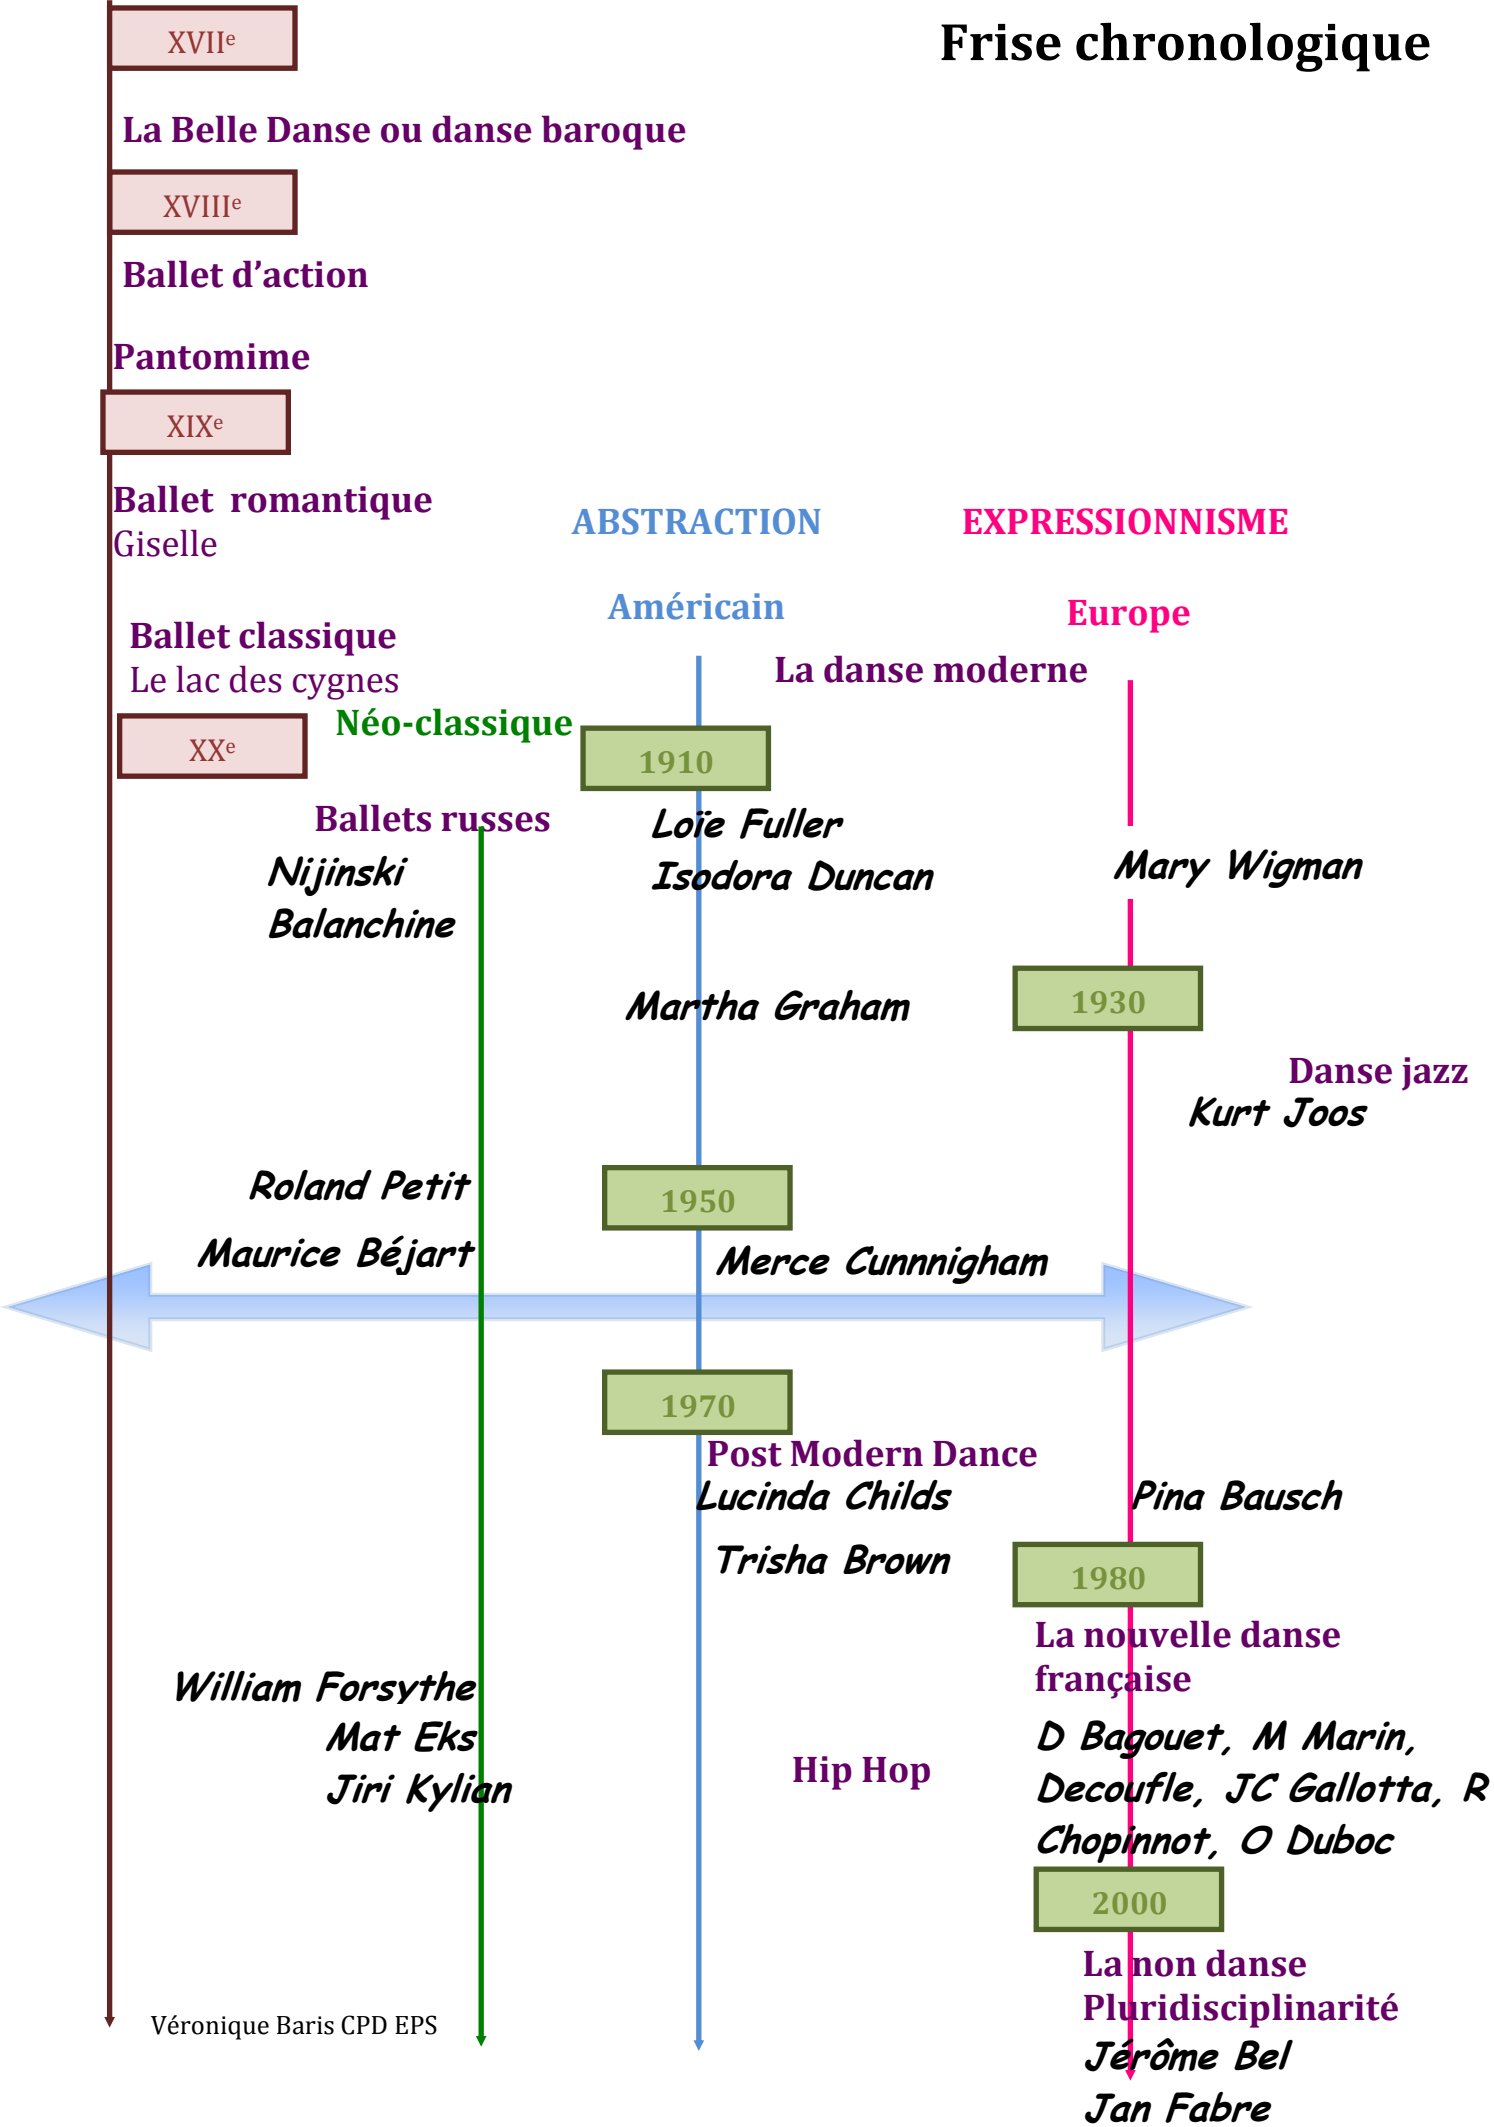 XVIIe
Frise chronologique
La Belle Danse ou danse baroque
XVIIIe
Ballet d’action
Pantomime
XIXe
Ballet romantique
Giselle
ABSTRACTION
EXPRESSIONNISME
Américain
Europe
Ballet classique
Le lac des cygnes
La danse moderne
XXe
Néo-classique
1910
Ballets russes
Nijinski
Balanchine
Loïe Fuller
Isodora Duncan
Mary Wigman
Martha Graham
1930
Danse jazz
Kurt Joos
Roland Petit
1950
Maurice Béjart
Merce Cunnnigham
1970
Post Modern Dance
Lucinda Childs
Pina Bausch
Trisha Brown
1980
La nouvelle danse
française
William Forsythe
Mat Eks
Jiri Kylian
Hip Hop
D Bagouet, M Marin,
Decoufle, JC Gallotta, R
Chopinnot, O Duboc
2000
La non danse
Pluridisciplinarité
Jérôme Bel
Jan Fabre
Véronique Baris CPD EPS